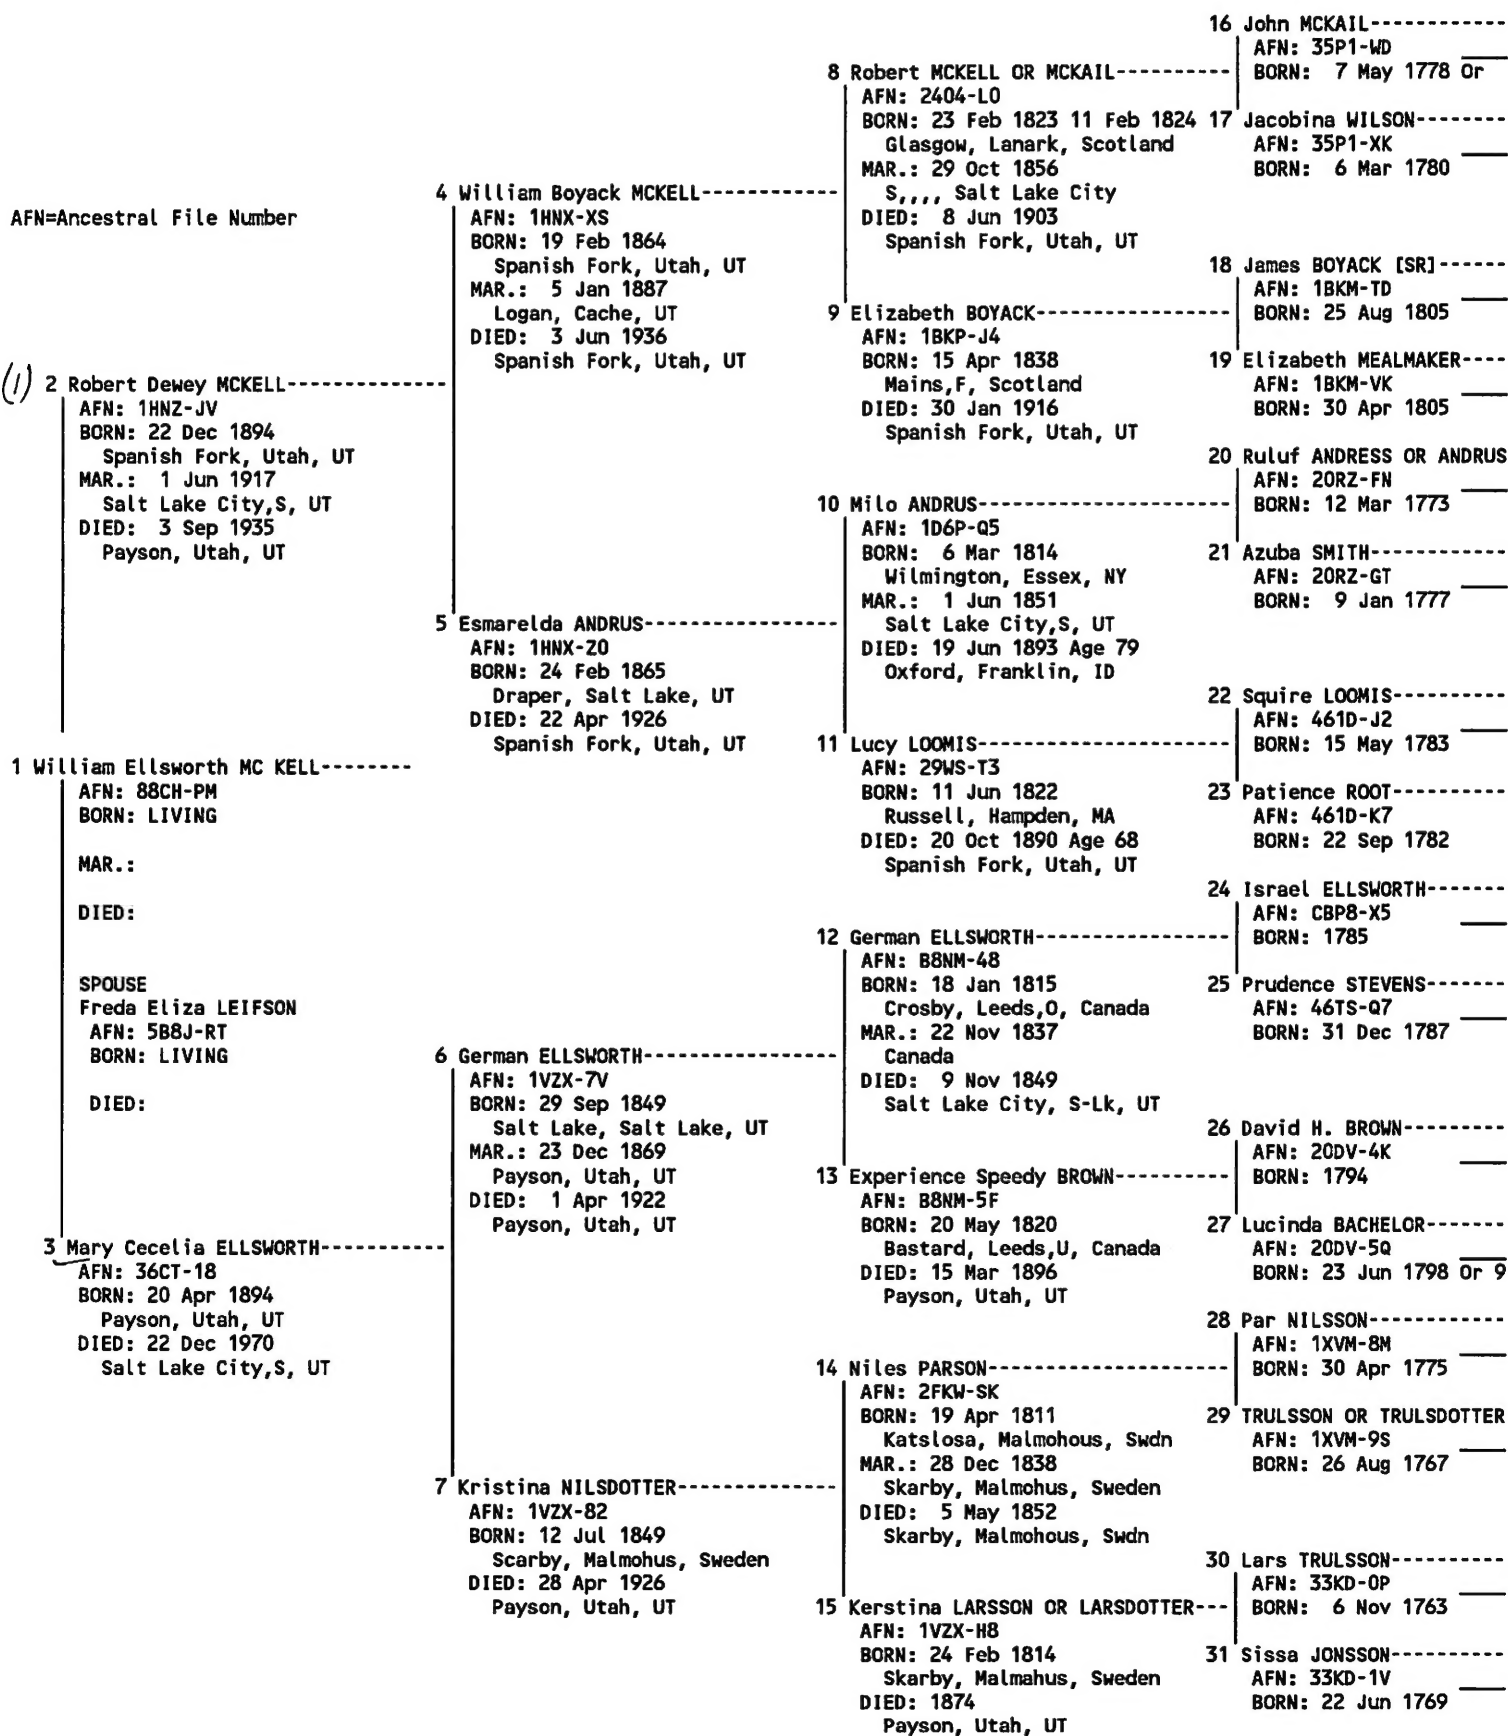 AFN=Ancestral File Number
1 William Ellsworth MC KELL--------
AFN: 88CH-PM
BORN: LIVING
MAR.:
DIED:
SPOUSE
Freda Eliza LEIFSON
AFN: 5B8J-RT
BORN: LIVING
DIED:
(1) 2 Robert Dewey MCKELL--------------
AFN: 1HNZ-JV
BORN: 22 Dec 1894
Spanish Fork, Utah, UT
MAR.: 1 Jun 1917
Salt Lake City,S, UT
DIED: 3 Sep 1935
Payson, Utah, UT
3 Mary Cecelia ELLSWORTH-----------
AFN: 36CT-18
BORN: 20 Apr 1894
Payson, Utah, UT
DIED: 22 Dec 1970
Salt Lake City,S, UT
4 William Boyack MCKELL------------
AFN: 1HNX-XS
BORN: 19 Feb 1864
Spanish Fork, Utah, UT
MAR.: 5 Jan 1887
Logan, Cache, UT
DIED: 3 Jun 1936
Spanish Fork, Utah, UT
5 Esmarelda ANDRUS-----------------
AFN: 1HNX-Z0
BORN: 24 Feb 1865
Draper, Salt Lake, UT
DIED: 22 Apr 1926
Spanish Fork, Utah, UT
6 German ELLSWORTH-----------------
AFN: 1VZX-7V
BORN: 29 Sep 1849
Salt Lake, Salt Lake, UT
MAR.: 23 Dec 1869
Payson, Utah, UT
DIED: 1 Apr 1922
Payson, Utah, UT
7 Kristina NILSDOTTER--------------
AFN: 1VZX-82
BORN: 12 Jul 1849
Scarby, Malmohus, Sweden
DIED: 28 Apr 1926
Payson, Utah, UT
8 Robert MCKELL OR MCKAIL----------
AFN: 2404-L0
BORN: 23 Feb 1823 11 Feb 1824
Glasgow, Lanark, Scotland
MAR.: 29 Oct 1856
S,,,, Salt Lake City
DIED: 8 Jun 1903
Spanish Fork, Utah, UT
9 Elizabeth BOYACK-----------------
AFN: 1BKP-J4
BORN: 15 Apr 1838
Mains,F, Scotland
DIED: 30 Jan 1916
Spanish Fork, Utah, UT
10 Milo ANDRUS----------------------
AFN: 1D6P-Q5
BORN: 6 Mar 1814
Wilmington, Essex, NY
MAR.: 1 Jun 1851
Salt Lake City,S, UT
DIED: 19 Jun 1893 Age 79
Oxford, Franklin, ID
11 Lucy LOOMIS----------------------
AFN: 29WS-T3
BORN: 11 Jun 1822
Russell, Hampden, MA
DIED: 20 Oct 1890 Age 68
Spanish Fork, Utah, UT
12 German ELLSWORTH-----------------
AFN: B8NM-48
BORN: 18 Jan 1815
Crosby, Leeds,O, Canada
MAR.: 22 Nov 1837
Canada
DIED: 9 Nov 1849
Salt Lake City, S-Lk, UT
13 Experience Speedy BROWN----------
AFN: B8NM-5F
BORN: 20 May 1820
Bastard, Leeds,U, Canada
DIED: 15 Mar 1896
Payson, Utah, UT
14 Niles PARSON---------------------
AFN: 2FKW-SK
BORN: 19 Apr 1811
Katslosa, Malmohous, Swdn
MAR.: 28 Dec 1838
Skarby, Malmohus, Sweden
DIED: 5 May 1852
Skarby, Malmohous, Swdn
15 Kerstina LARSSON OR LARSDOTTER---
AFN: 1VZX-H8
BORN: 24 Feb 1814
Skarby, Malmahus, Sweden
DIED: 1874
Payson, Utah, UT
16 John MCKAIL------------
AFN: 35P1-WD
BORN: 7 May 1778 Or
17 Jacobina WILSON--------
AFN: 35P1-XK
BORN: 6 Mar 1780
18 James BOYACK [SR]------
AFN: 1BKM-TD
BORN: 25 Aug 1805
19 Elizabeth MEALMAKER----
AFN: 1BKM-VK
BORN: 30 Apr 1805
20 Ruluf ANDRESS OR ANDRUS
AFN: 20RZ-FN
BORN: 12 Mar 1773
21 Azuba SMITH------------
AFN: 20RZ-GT
BORN: 9 Jan 1777
22 Squire LOOMIS----------
AFN: 461D-J2
BORN: 15 May 1783
23 Patience ROOT----------
AFN: 461D-K7
BORN: 22 Sep 1782
24 Israel ELLSWORTH-------
AFN: CBP8-X5
BORN: 1785
25 Prudence STEVENS-------
AFN: 46TS-Q7
BORN: 31 Dec 1787
26 David H. BROWN---------
AFN: 20DV-4K
BORN: 1794
27 Lucinda BACHELOR-------
AFN: 20DV-5Q
BORN: 23 Jun 1798 Or 9
28 Par NILSSON------------
AFN: 1XVM-8M
BORN: 30 Apr 1775
29 TRULSSON OR TRULSDOTTER
AFN: 1XVM-9S
BORN: 26 Aug 1767
30 Lars TRULSSON----------
AFN: 33KD-0P
BORN: 6 Nov 1763
31 Sissa JONSSON----------
AFN: 33KD-1V
BORN: 22 Jun 1769